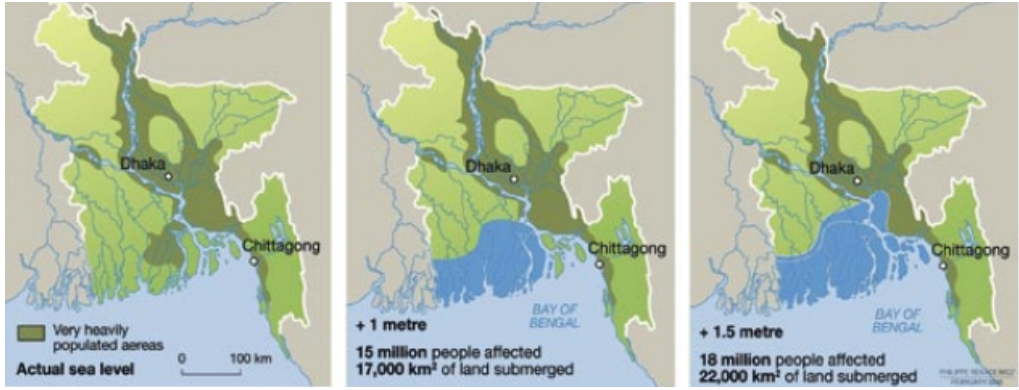 Dhaka
Chittagong
Very heavily
populated aereas
Actual sea level
0 100 km
Dhaka
Chittagong
BAY OF
BENGAL
+ 1 metre
15 million people affected
17,000 km² of land submerged
Dhaka
Chittagong
BAY OF
BENGAL
+ 1.5 metre
18 million people affected
22,000 km² of land submerged
PHILIPPE REKACEWICZ
FEBRUARY